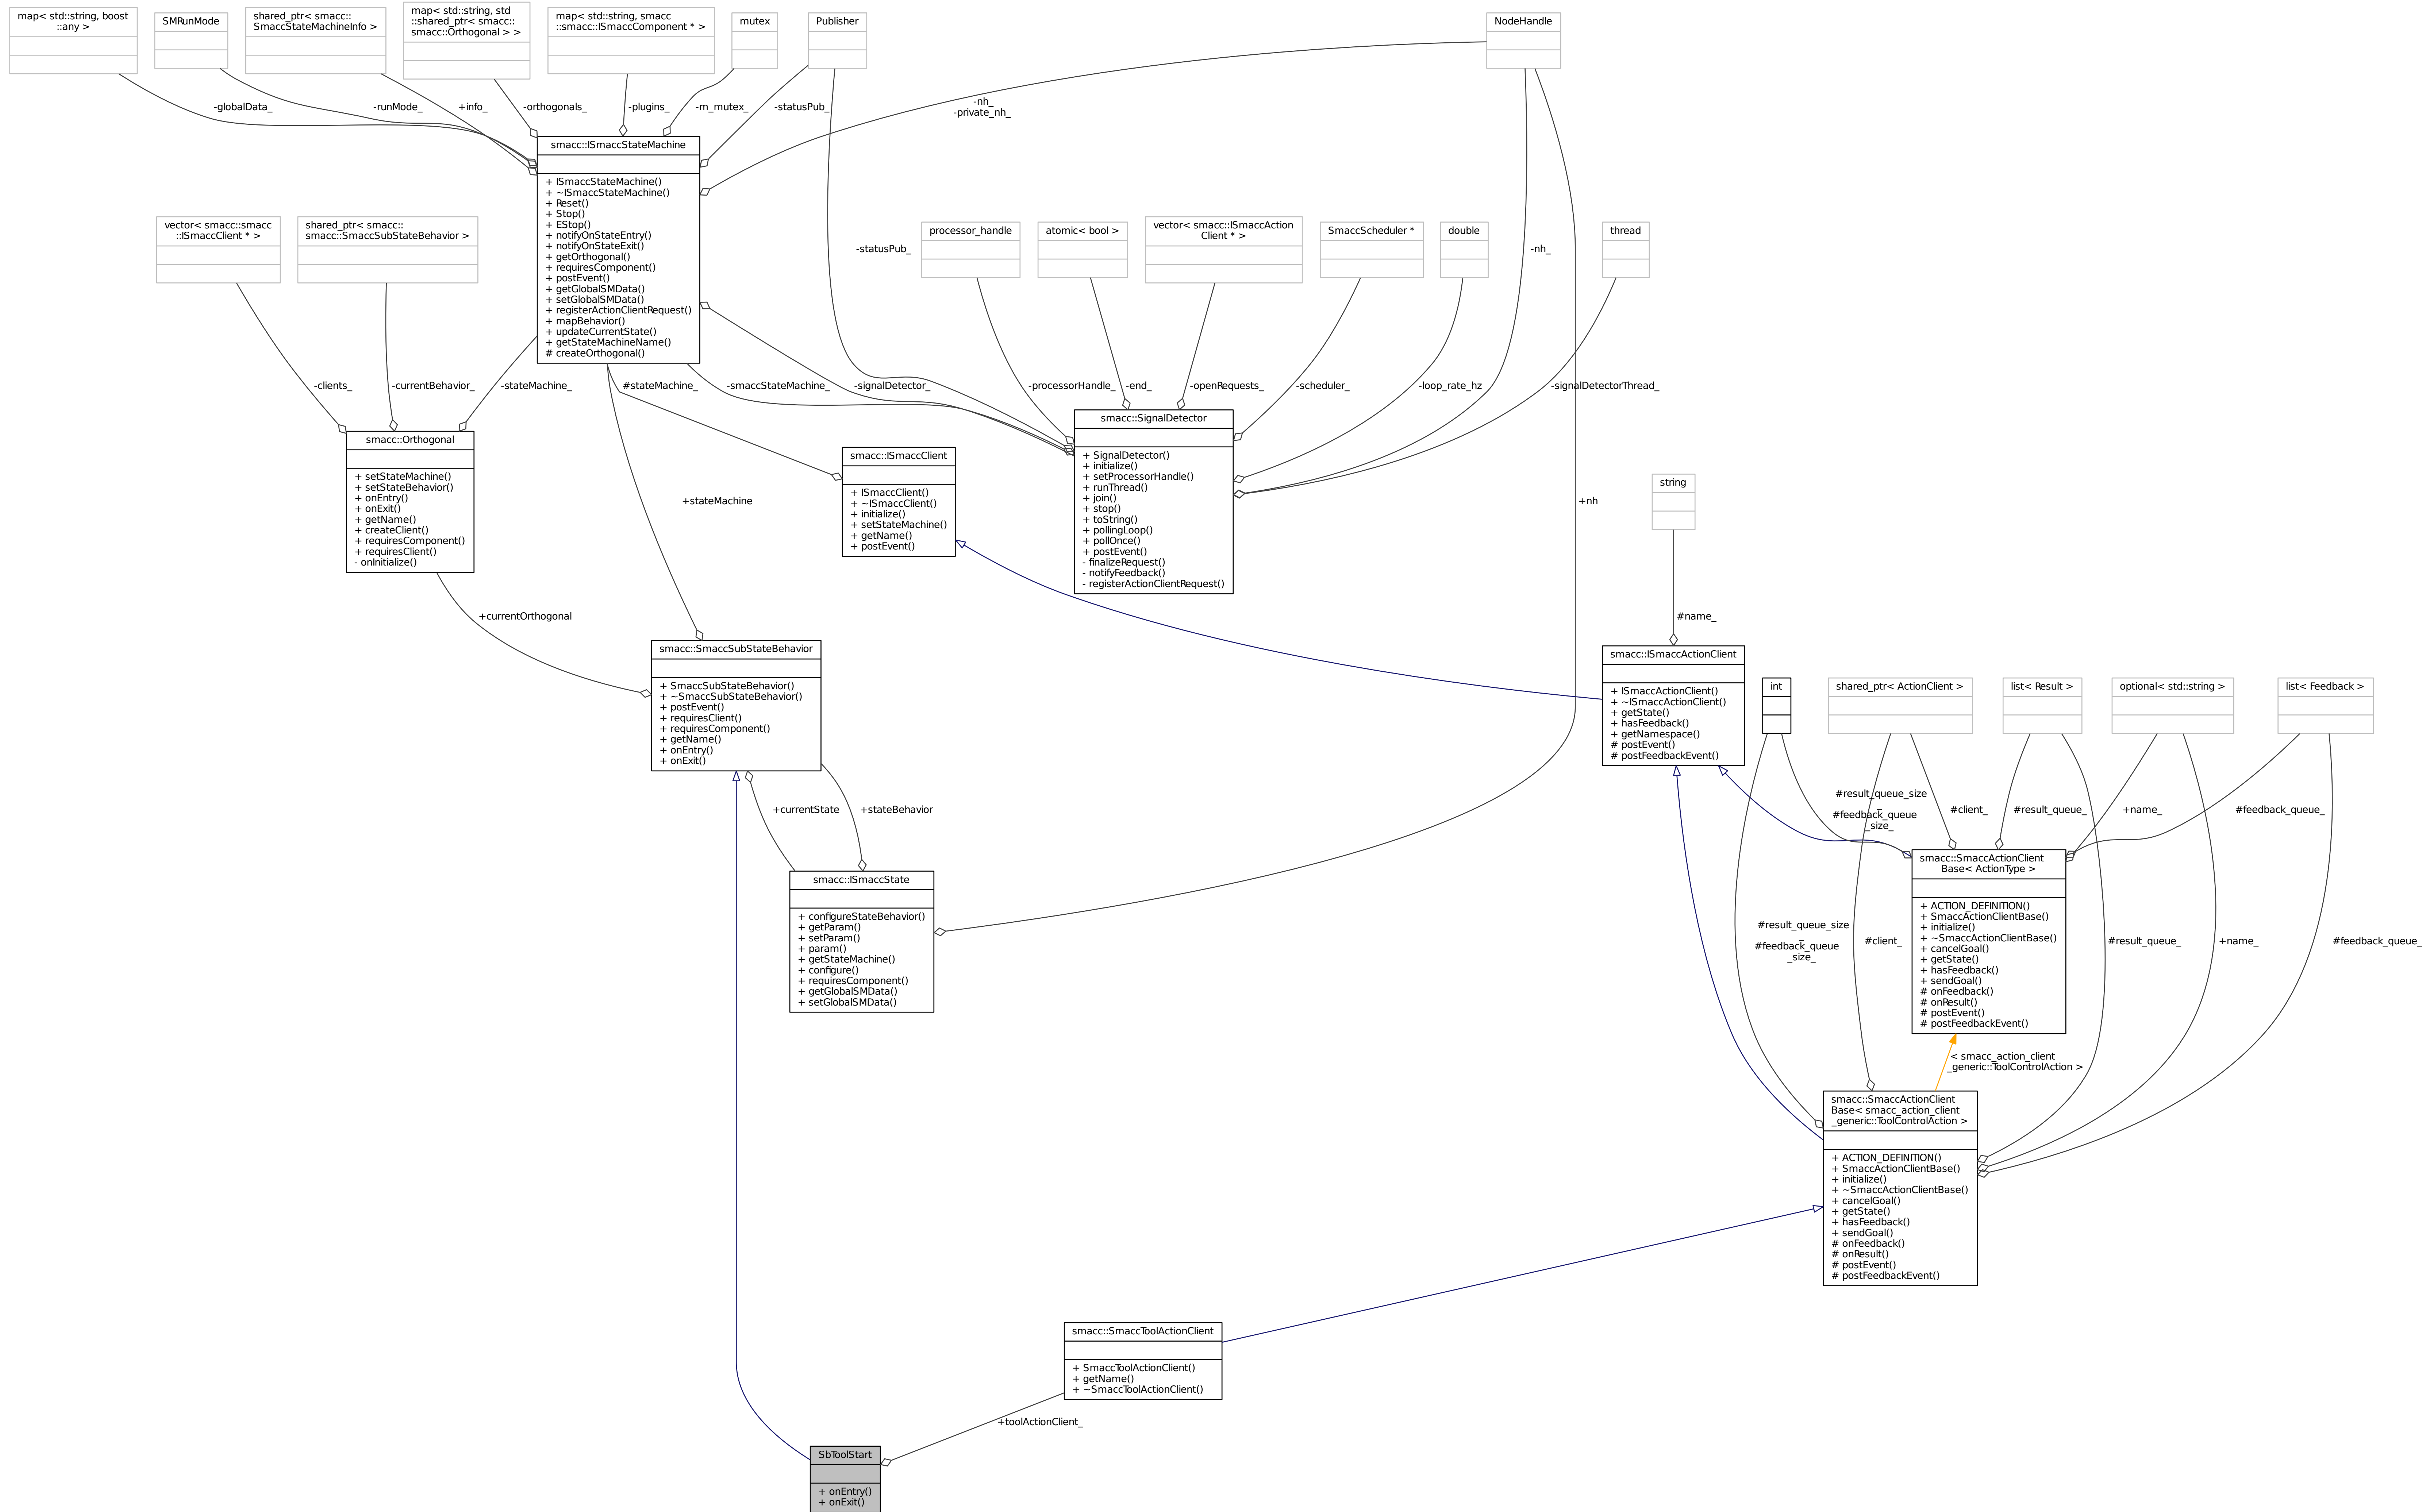 map< std::string, boost
::any >
SMRunMode
shared_ptr< smacc::
SmaccStateMachineInfo >
map< std::string, std
::shared_ptr< smacc::
smacc::Orthogonal > >
map< std::string, smacc
::smacc::ISmaccComponent * >
mutex
Publisher
NodeHandle
-globalData_
-runMode_
+info_
-orthogonals_
-plugins_
-m_mutex_
-statusPub_
-nh_
-private_nh_
smacc::ISmaccStateMachine
+ ISmaccStateMachine()
+ ~ISmaccStateMachine()
+ Reset()
+ Stop()
+ EStop()
+ notifyOnStateEntry()
+ notifyOnStateExit()
+ getOrthogonal()
+ requiresComponent()
+ postEvent()
+ getGlobalSMData()
+ setGlobalSMData()
+ registerActionClientRequest()
+ mapBehavior()
+ updateCurrentState()
+ getStateMachineName()
# createOrthogonal()
vector< smacc::smacc
::ISmaccClient * >
shared_ptr< smacc::
smacc::SmaccSubStateBehavior >
-statusPub_
processor_handle
atomic< bool >
vector< smacc::ISmaccAction
Client * >
SmaccScheduler *
double
-nh_
thread
-clients_
-currentBehavior_
-stateMachine_
#stateMachine_
-smaccStateMachine_
-signalDetector_
-processorHandle_
-end_
-openRequests_
-scheduler_
-loop_rate_hz
-signalDetectorThread_
smacc::Orthogonal
+ setStateMachine()
+ setStateBehavior()
+ onEntry()
+ onExit()
+ getName()
+ createClient()
+ requiresComponent()
+ requiresClient()
- onInitialize()
smacc::ISmaccClient
+ ISmaccClient()
+ ~ISmaccClient()
+ initialize()
+ setStateMachine()
+ getName()
+ postEvent()
smacc::SignalDetector
+ SignalDetector()
+ initialize()
+ setProcessorHandle()
+ runThread()
+ join()
+ stop()
+ toString()
+ pollingLoop()
+ pollOnce()
+ postEvent()
- finalizeRequest()
- notifyFeedback()
- registerActionClientRequest()
+stateMachine
+nh
string
+currentOrthogonal
#name_
smacc::SmaccSubStateBehavior
+ SmaccSubStateBehavior()
+ ~SmaccSubStateBehavior()
+ postEvent()
+ requiresClient()
+ requiresComponent()
+ getName()
+ onEntry()
+ onExit()
smacc::ISmaccActionClient
+ ISmaccActionClient()
+ ~ISmaccActionClient()
+ getState()
+ hasFeedback()
+ getNamespace()
# postEvent()
# postFeedbackEvent()
int
shared_ptr< ActionClient >
list< Result >
optional< std::string >
list< Feedback >
+currentState
+stateBehavior
#result_queue_size
_
#feedback_queue
_size_
#client_
#result_queue_
+name_
#feedback_queue_
smacc::ISmaccState
+ configureStateBehavior()
+ getParam()
+ setParam()
+ param()
+ getStateMachine()
+ configure()
+ requiresComponent()
+ getGlobalSMData()
+ setGlobalSMData()
smacc::SmaccActionClient
Base< ActionType >
+ ACTION_DEFINITION()
+ SmaccActionClientBase()
+ initialize()
+ ~SmaccActionClientBase()
+ cancelGoal()
+ getState()
+ hasFeedback()
+ sendGoal()
# onFeedback()
# onResult()
# postEvent()
# postFeedbackEvent()
#result_queue_size
_
#feedback_queue
_size_
#client_
#result_queue_
+name_
#feedback_queue_
< smacc_action_client
_generic::ToolControlAction >
smacc::SmaccActionClient
Base< smacc_action_client
_generic::ToolControlAction >
+ ACTION_DEFINITION()
+ SmaccActionClientBase()
+ initialize()
+ ~SmaccActionClientBase()
+ cancelGoal()
+ getState()
+ hasFeedback()
+ sendGoal()
# onFeedback()
# onResult()
# postEvent()
# postFeedbackEvent()
smacc::SmaccToolActionClient
+ SmaccToolActionClient()
+ getName()
+ ~SmaccToolActionClient()
+toolActionClient_
SbToolStart
+ onEntry()
+ onExit()